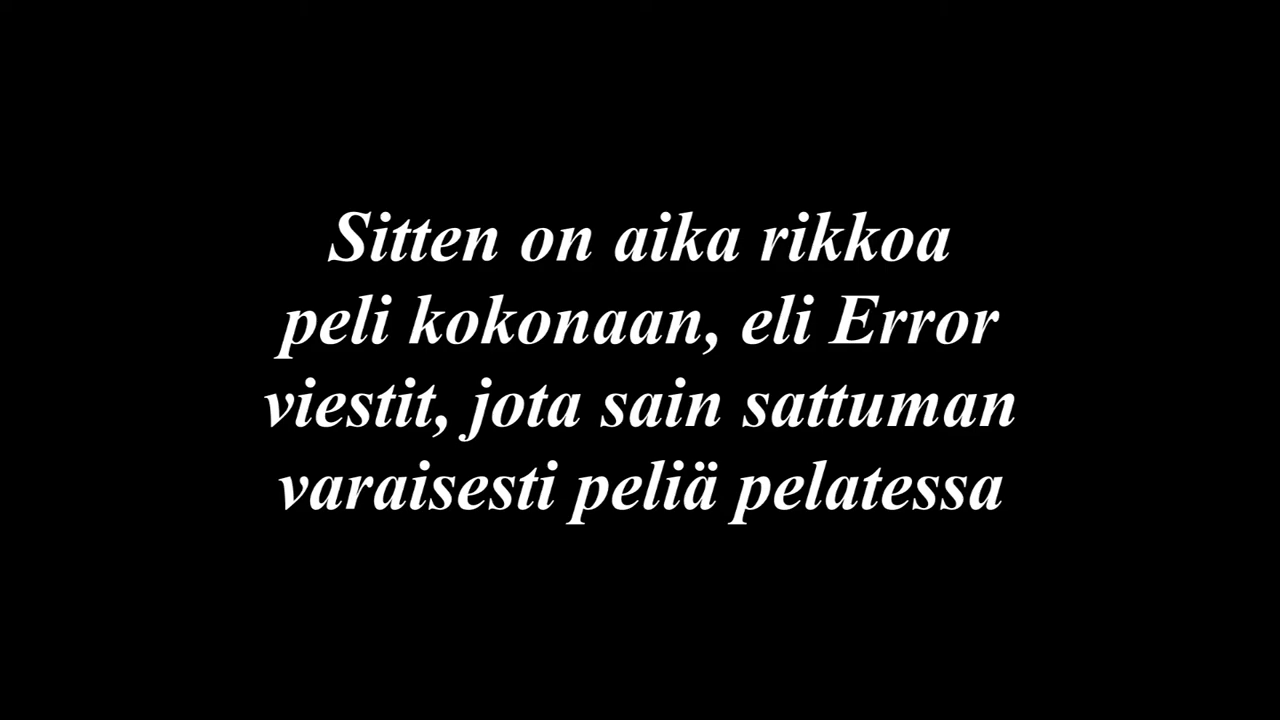 Sitten on aika rikkoa
peli kokonaan, eli Error
viestit, jota sain sattuman
varaisesti peliä pelatessa